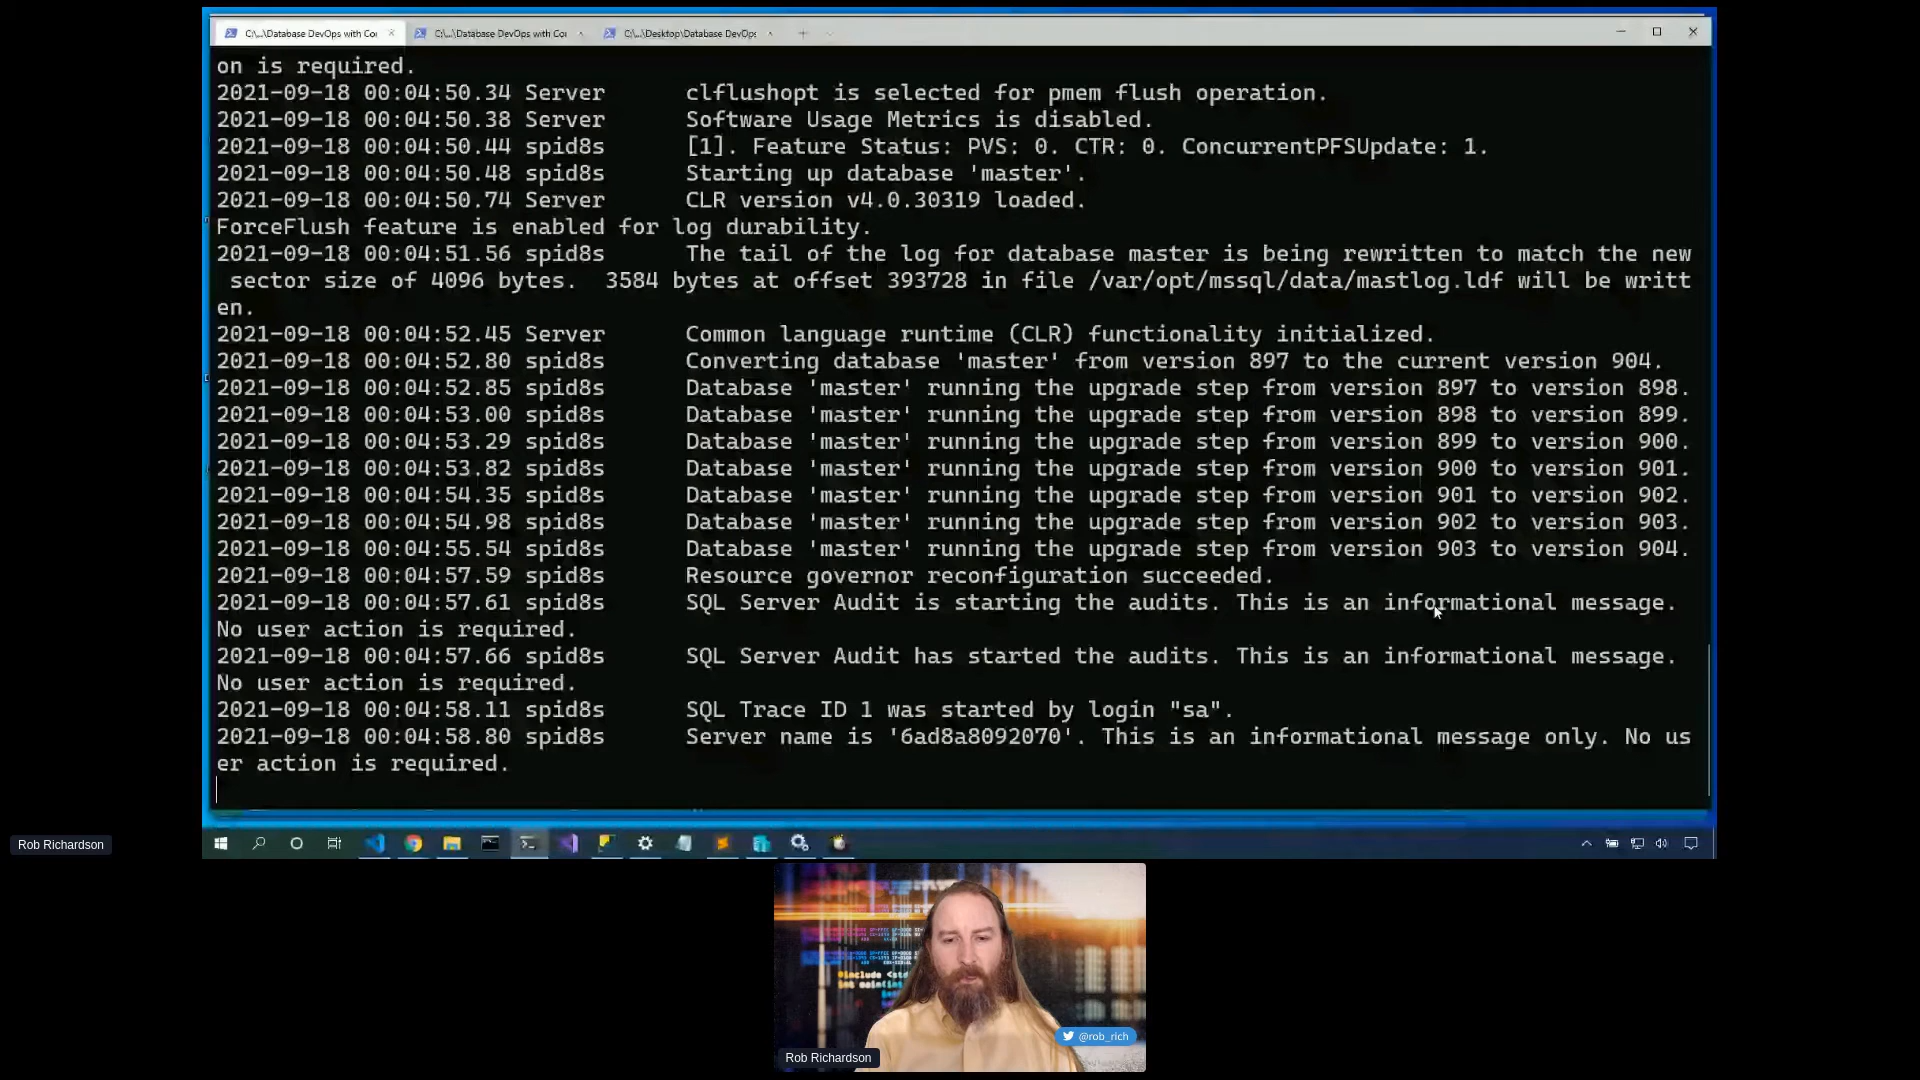 C:\...\Database DevOps with Cor
C:\...\Database DevOps with Cor
C:\...\Desktop\Database DevOps
on is required.
2021-09-18 00:04:50.34 Server      clflushopt is selected for pmem flush operation.
2021-09-18 00:04:50.38 Server      Software Usage Metrics is disabled.
2021-09-18 00:04:50.44 spid8s      [1]. Feature Status: PVS: 0. CTR: 0. ConcurrentPFSUpdate: 1.
2021-09-18 00:04:50.48 spid8s      Starting up database 'master'.
2021-09-18 00:04:50.74 Server      CLR version v4.0.30319 loaded.
ForceFlush feature is enabled for log durability.
2021-09-18 00:04:51.56 spid8s      The tail of the log for database master is being rewritten to match the new
 sector size of 4096 bytes.  3584 bytes at offset 393728 in file /var/opt/mssql/data/mastlog.ldf will be writt
en.
2021-09-18 00:04:52.45 Server      Common language runtime (CLR) functionality initialized.
2021-09-18 00:04:52.80 spid8s      Converting database 'master' from version 897 to the current version 904.
2021-09-18 00:04:52.85 spid8s      Database 'master' running the upgrade step from version 897 to version 898.
2021-09-18 00:04:53.00 spid8s      Database 'master' running the upgrade step from version 898 to version 899.
2021-09-18 00:04:53.29 spid8s      Database 'master' running the upgrade step from version 899 to version 900.
2021-09-18 00:04:53.82 spid8s      Database 'master' running the upgrade step from version 900 to version 901.
2021-09-18 00:04:54.35 spid8s      Database 'master' running the upgrade step from version 901 to version 902.
2021-09-18 00:04:54.98 spid8s      Database 'master' running the upgrade step from version 902 to version 903.
2021-09-18 00:04:55.54 spid8s      Database 'master' running the upgrade step from version 903 to version 904.
2021-09-18 00:04:57.59 spid8s      Resource governor reconfiguration succeeded.
2021-09-18 00:04:57.61 spid8s      SQL Server Audit is starting the audits. This is an informational message.
No user action is required.
2021-09-18 00:04:57.66 spid8s      SQL Server Audit has started the audits. This is an informational message.
No user action is required.
2021-09-18 00:04:58.11 spid8s      SQL Trace ID 1 was started by login "sa".
2021-09-18 00:04:58.80 spid8s      Server name is '6ad8a8092070'. This is an informational message only. No us
er action is required.
Rob Richardson
#include <std
int main(int
@rob_rich
Rob Richardson